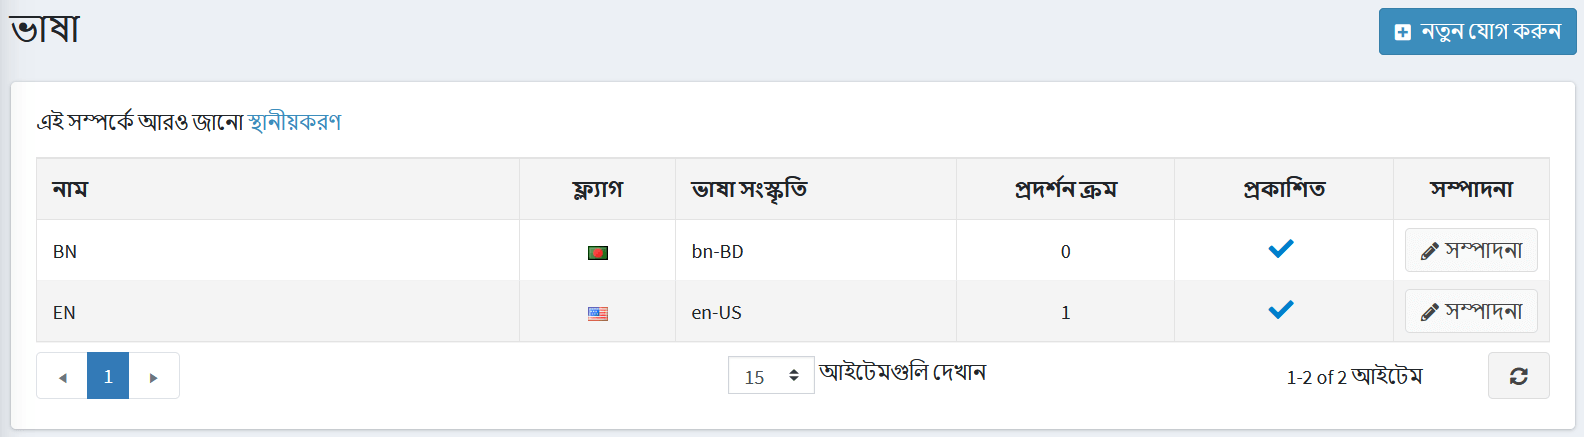 ভাষা
নতুন যোগ করুন
এই সম্পর্কে আরও জানো স্থানীয়করণ
নাম ফ্ল্যাগ ভাষা সংস্কৃতি প্রদর্শন ক্রম প্রকাশিত সম্পাদনা
BN bn-BD 0 সম্পাদনা
EN en-US 1 সম্পাদনা
1 15 আইটেমগুলি দেখান 1-2 of 2 আইটেম